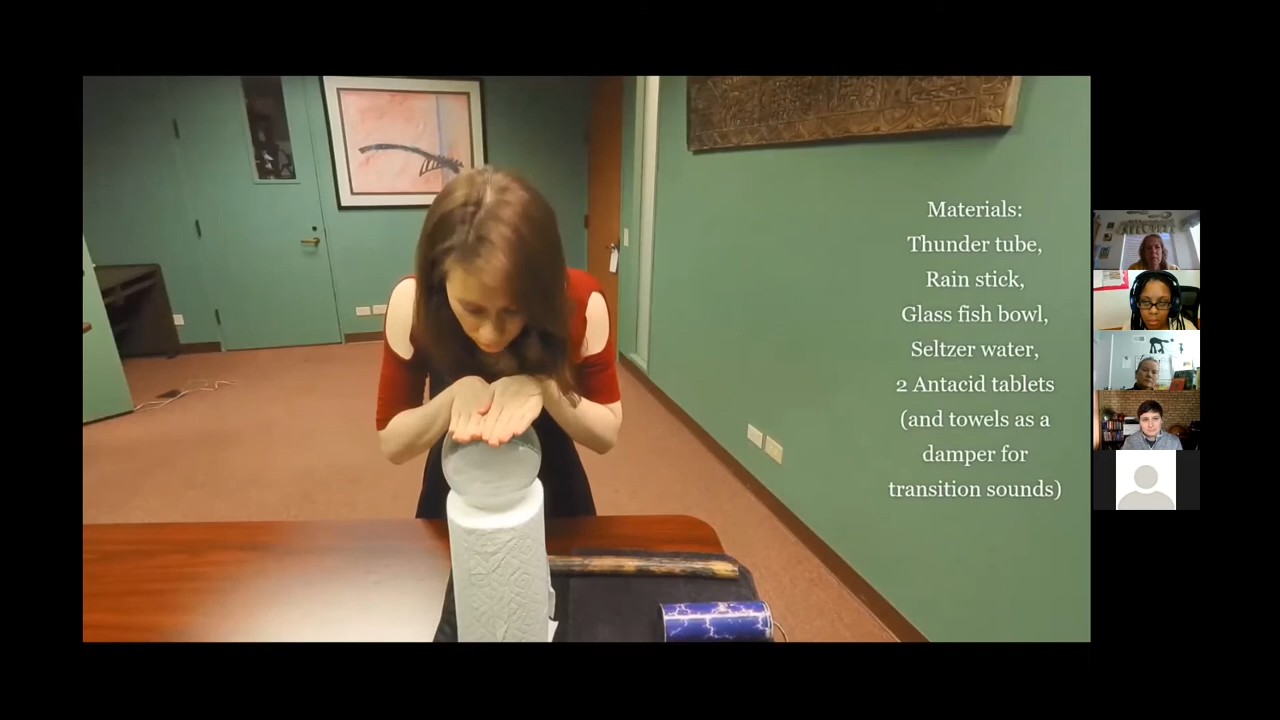 Materials:
Thunder tube,
Rain stick,
Glass fish bowl,
Seltzer water,
2 Antacid tablets
(and towels as a
damper for
transition sounds)